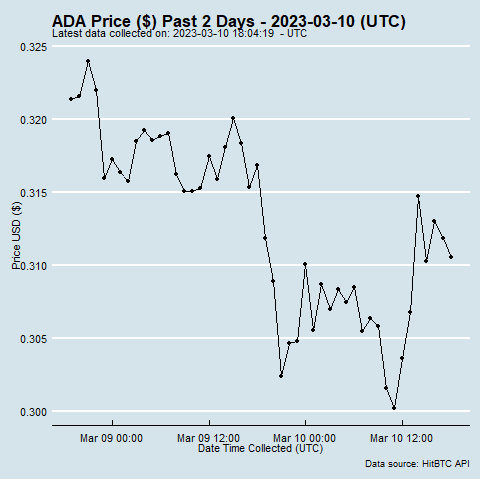 ADA Price ($) Past 2 Days - 2023-03-10 (UTC)
Latest data collected on: 2023-03-10 18:04:19 - UTC
0.325
0.320
0.315
0.310
0.305
0.300
Price USD ($)
Mar 09 00:00 Mar 09 12:00 Mar 10 00:00 Mar 10 12:00
Date Time Collected (UTC)
Data source: HitBTC API